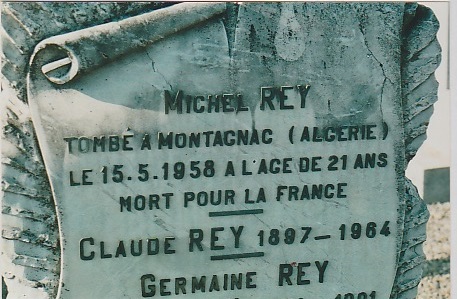 MICHEL REY
TOMBÉ A MONTAGNAC (ALGERIE)
LE 15.5.1958 A L'AGE DE 21 ANS
MORT POUR LA FRANCE
CLAUDE REY 1897-1964
GERMAINE REY